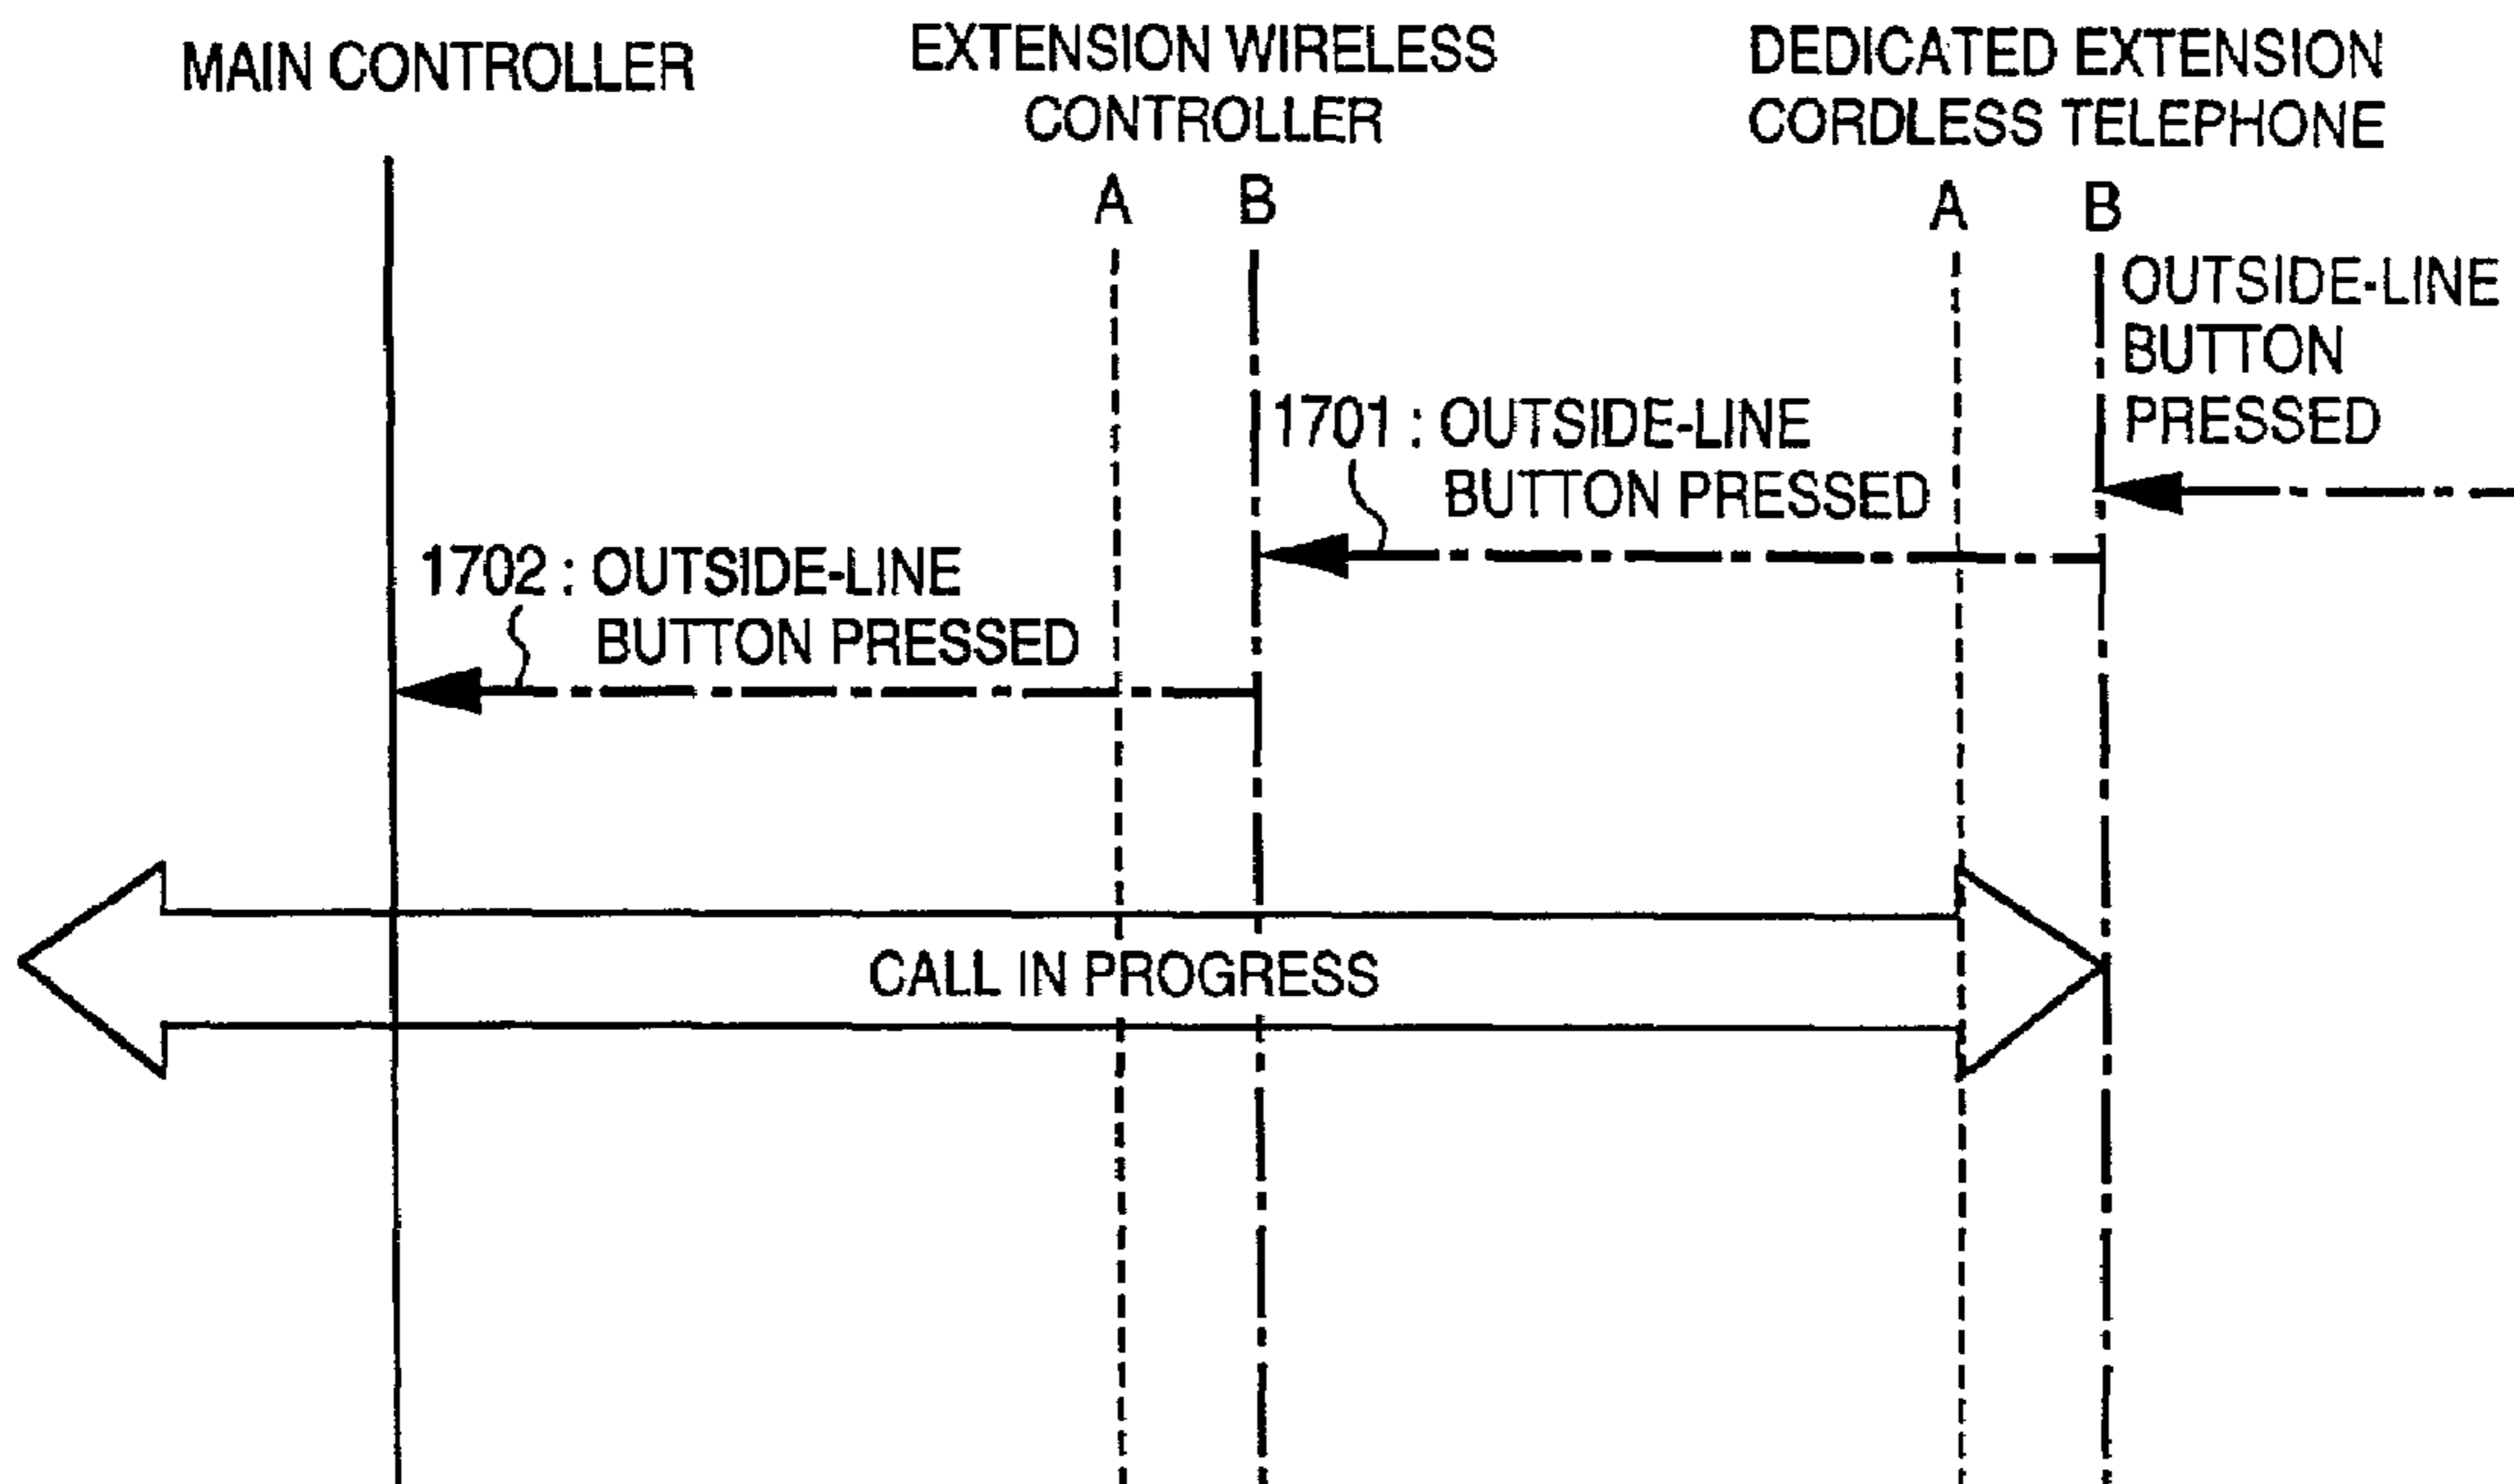 MAIN CONTROLLER
EXTENSION WIRELESS
CONTROLLER
DEDICATED EXTENSION
CORDLESS TELEPHONE
A
B
A
B
OUTSIDE-LINE
BUTTON
PRESSED
1701 : OUTSIDE-LINE
BUTTON PRESSED
1702 : OUTSIDE-LINE
BUTTON PRESSED
CALL IN PROGRESS